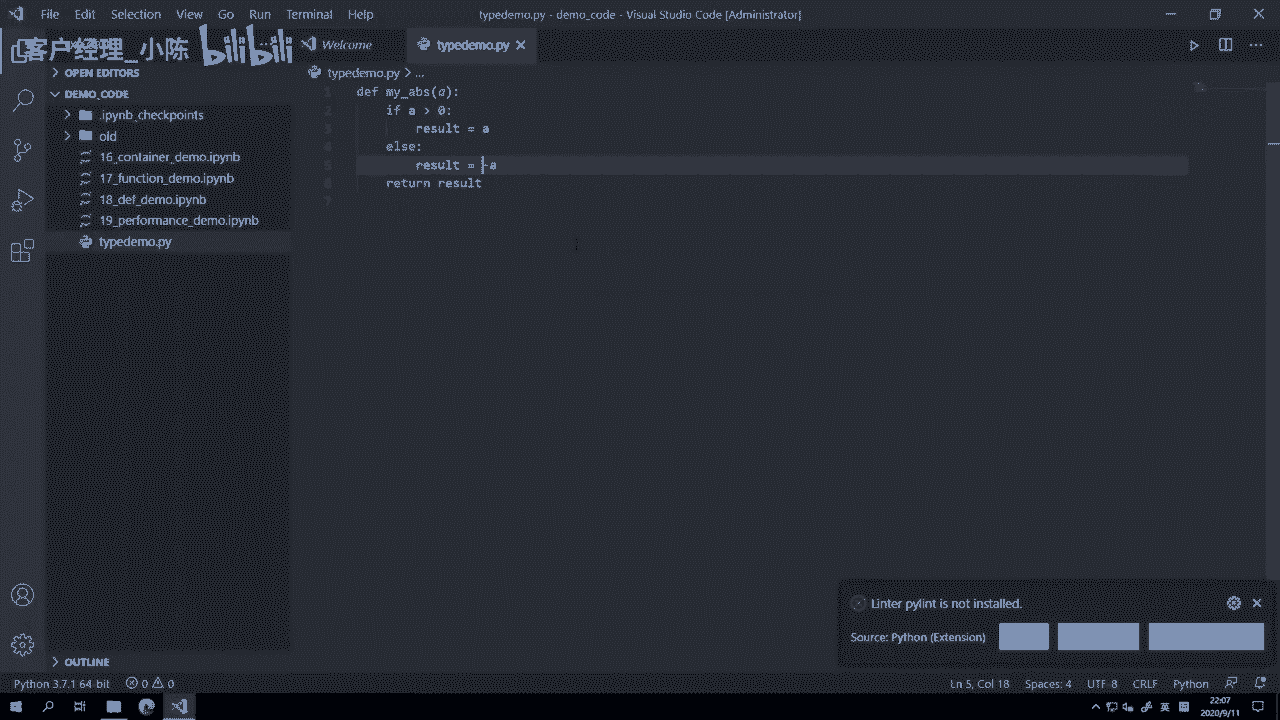 File Edit Selection View Go Run Terminal Help
typedemo.py - demo_code - Visual Studio Code [Administrator]
客户经理_小陈 bilibili
Welcome
typedemo.py
OPEN EDITORS
typedemo.py > ...
DEMO_CODE
.ipynb_checkpoints
old
16_container_demo.ipynb
17_function_demo.ipynb
18_def_demo.ipynb
19_performance_demo.ipynb
typedemo.py
1 def my_abs(a):
2 if a > 0:
3 result = a
4 else:
5 result = -a
6 return result
7
Linter pylint is not installed.
Source: Python (Extension)
OUTLINE
Python 3.7.1 64-bit 0 0
Ln 5, Col 18 Spaces: 4 UTF-8 CRLF Python
英
22:07
2020/9/11